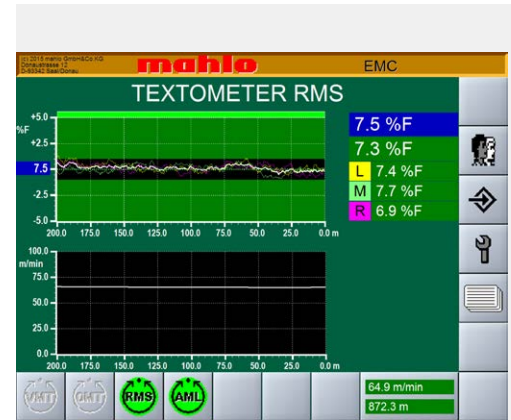 (c) 2015 mahlo GmbH&Co.KG
Donaustrasse 12
D-93342 Saal/Donau
mahlo
EMC
TEXTOMETER RMS
%F
+5.0
+2.5
7.5
-2.5
-5.0
200.0 175.0 150.0 125.0 100.0 75.0 50.0 25.0 0.0 m
7.5 %F
7.3 %F
L 7.4 %F
M 7.7 %F
R 6.9 %F
m/min
100.0
75.0
50.0
25.0
0.0
200.0 175.0 150.0 125.0 100.0 75.0 50.0 25.0 0.0 m
RMS
AML
64.9 m/min
872.3 m